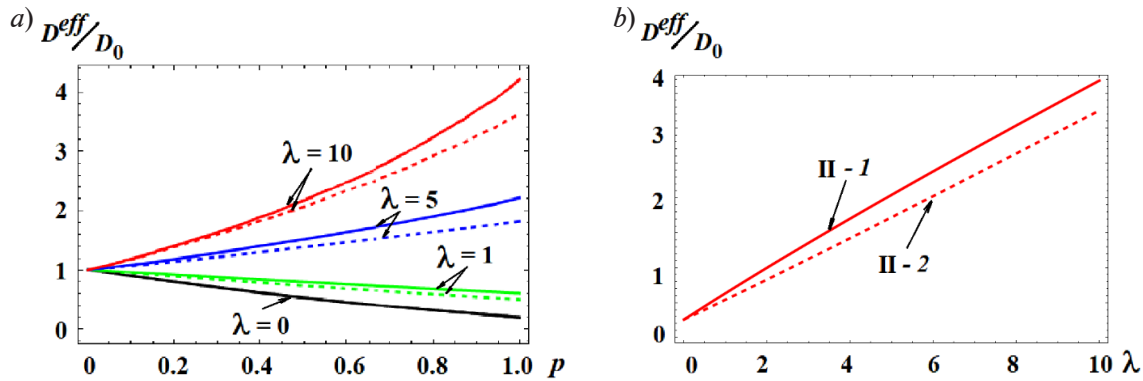 a) D^eff/D_0
4
3
2
1
0
λ = 10
λ = 5
λ = 1
λ = 0
0 0.2 0.4 0.6 0.8 1.0 p
b) D^eff/D_0
4
3
2
1
0
II - 1
II - 2
0 2 4 6 8 10 λ